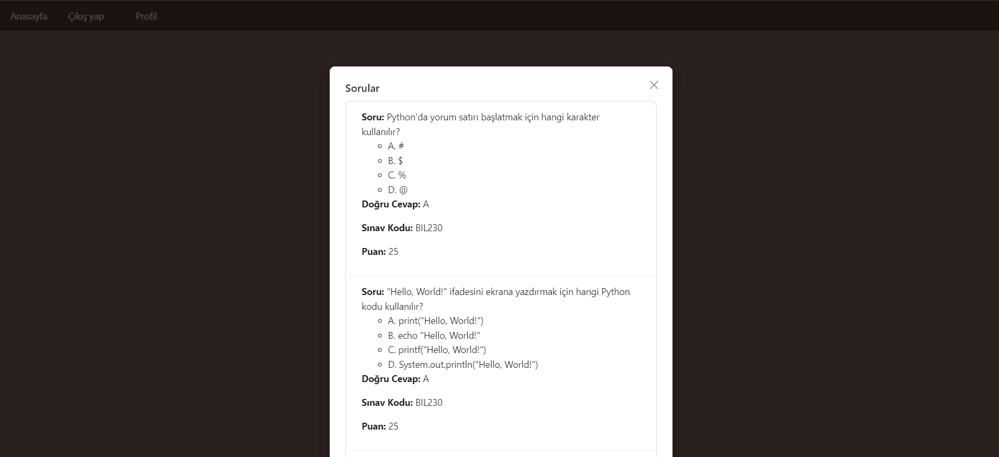 Anasayfa Çıkış yap Profil
Sorular
Soru: Python'da yorum satırı başlatmak için hangi karakter
kullanılır?
A. #
B. $
C. %
D. @
Doğru Cevap: A
Sınav Kodu: BIL230
Puan: 25
Soru: "Hello, World!" ifadesini ekrana yazdırmak için hangi Python
kodu kullanılır?
A. print("Hello, World!")
B. echo "Hello, World!"
C. printf("Hello, World!")
D. System.out.println("Hello, World!")
Doğru Cevap: A
Sınav Kodu: BIL230
Puan: 25